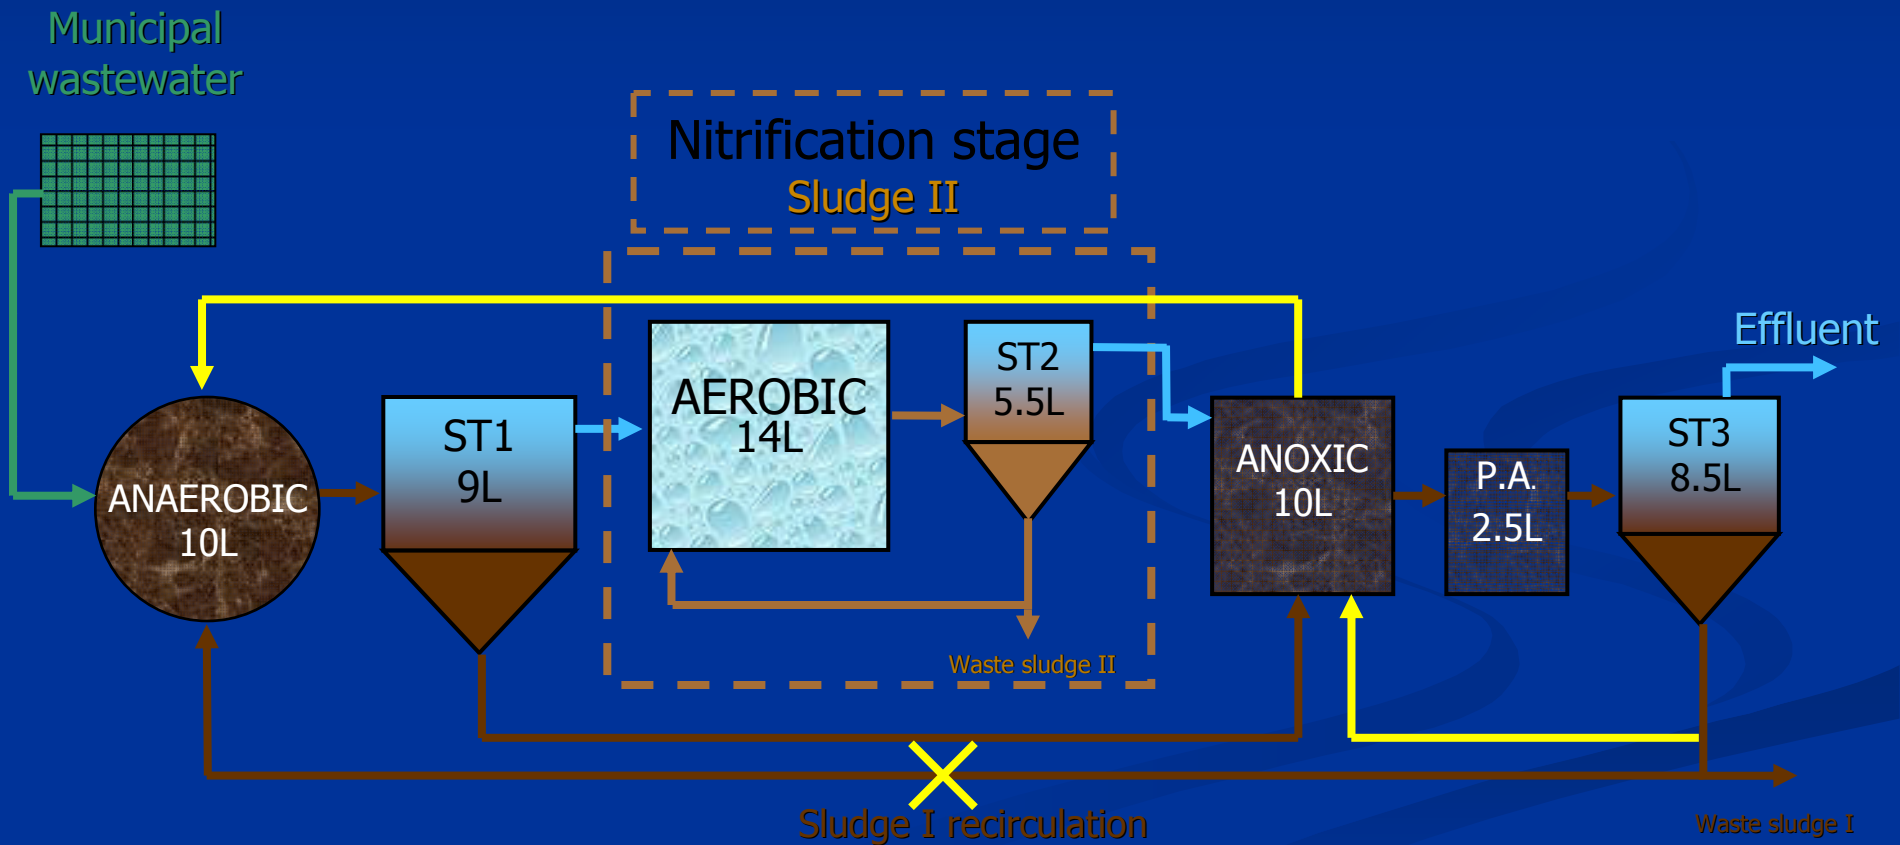 Municipal
wastewater
Nitrification stage
Sludge II
Effluent
ST2
5.5L
AEROBIC
14L
ST1
9L
ST3
8.5L
ANOXIC
10L
P.A.
2.5L
ANAEROBIC
10L
Waste sludge II
Sludge I recirculation
Waste sludge I